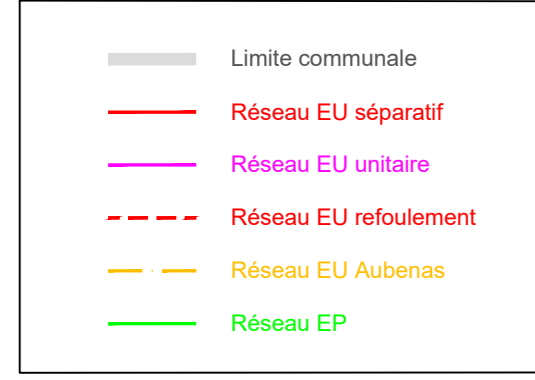 Limite communale
Réseau EU séparatif
Réseau EU unitaire
Réseau EU refoulement
Réseau EU Aubenas
Réseau EP